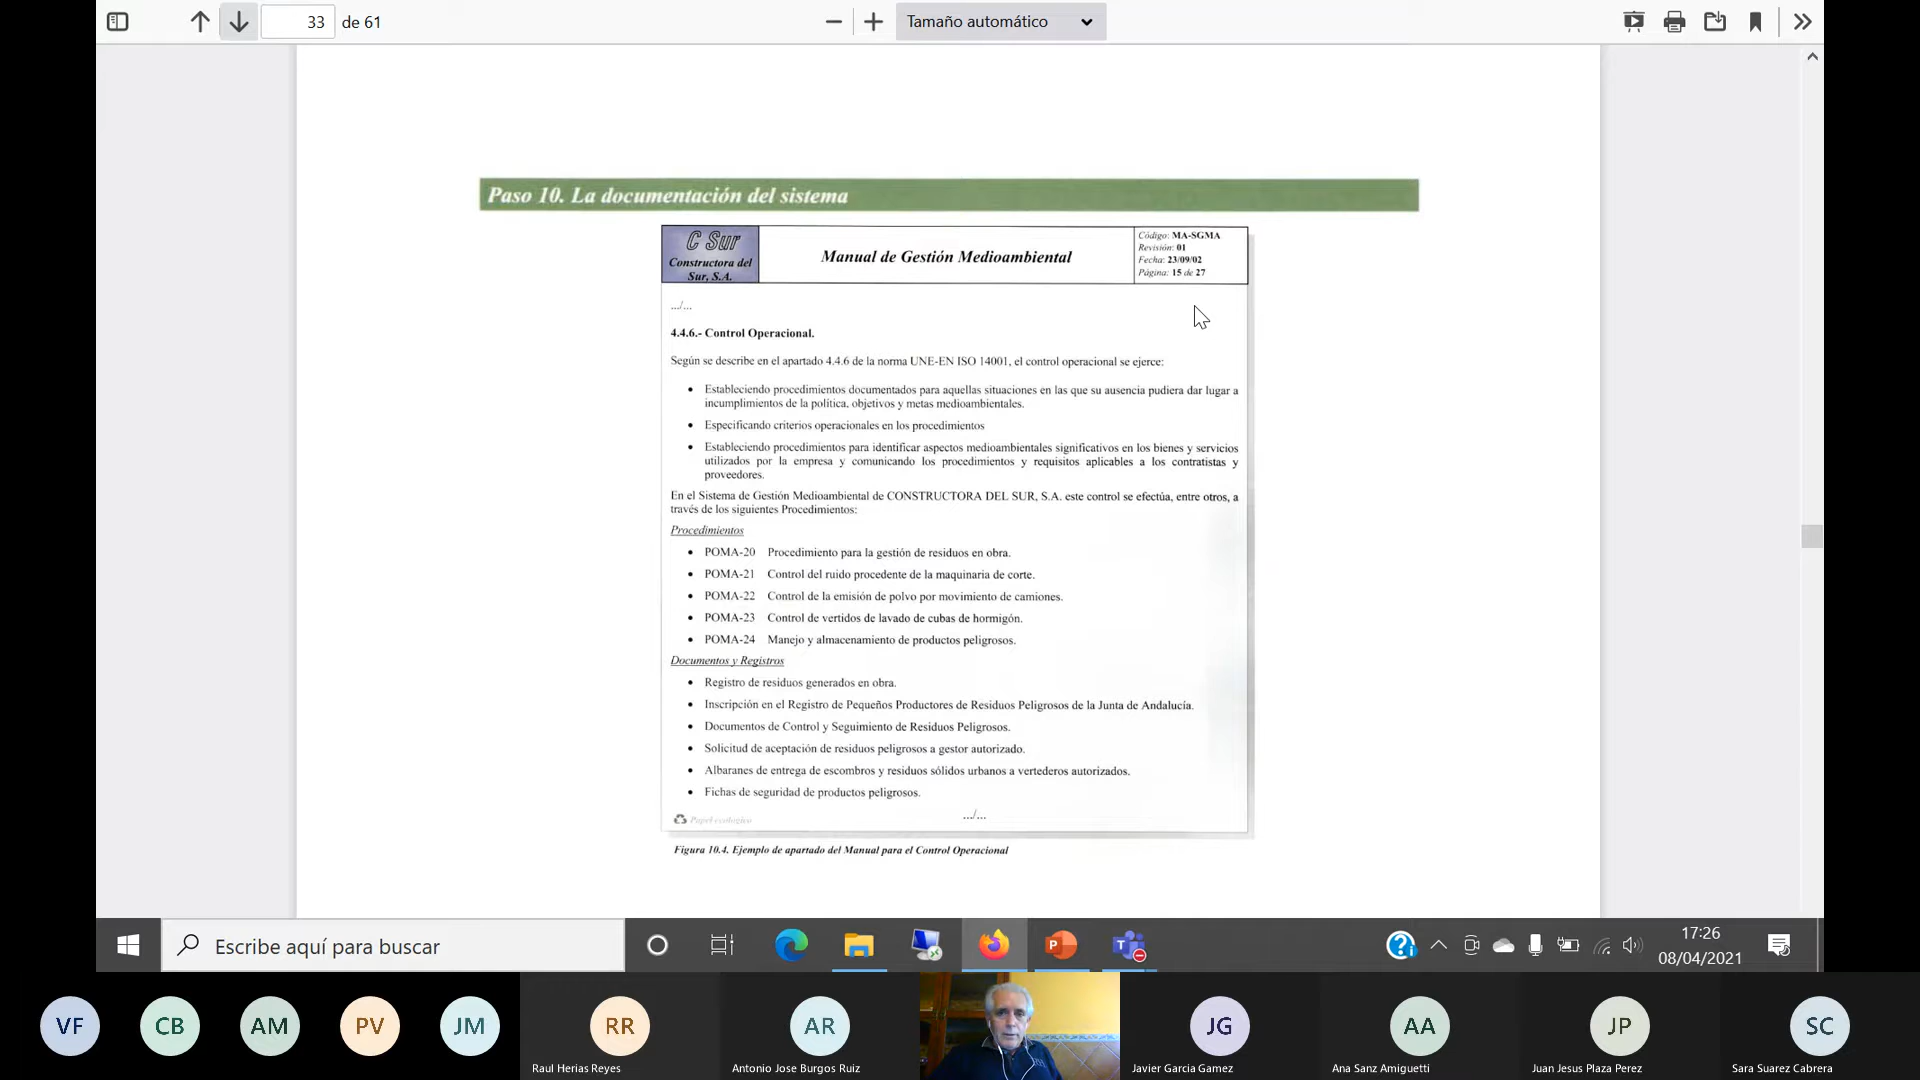 33 de 61
Tamaño automático
Paso 10. La documentación del sistema
C Sur
Constructora del
Sur, S.A.
Manual de Gestión Medioambiental
Código: MA-SGMA
Revisión: 01
Fecha: 23/09/02
Página: 15 de 27
.../...
4.4.6.- Control Operacional.
Según se describe en el apartado 4.4.6 de la norma UNE-EN ISO 14001, el control operacional se ejerce:
• Estableciendo procedimientos documentados para aquellas situaciones en las que su ausencia pudiera dar lugar a
incumplimientos de la política, objetivos y metas medioambientales.
• Especificando criterios operacionales en los procedimientos
• Estableciendo procedimientos para identificar aspectos medioambientales significativos en los bienes y servicios
utilizados por la empresa y comunicando los procedimientos y requisitos aplicables a los contratistas y
proveedores.
En el Sistema de Gestión Medioambiental de CONSTRUCTORA DEL SUR, S.A. este control se efectúa, entre otros, a
través de los siguientes Procedimientos:
Procedimientos
• POMA-20 Procedimiento para la gestión de residuos en obra.
• POMA-21 Control del ruido procedente de la maquinaria de corte.
• POMA-22 Control de la emisión de polvo por movimiento de camiones.
• POMA-23 Control de vertidos de lavado de cubas de hormigón.
• POMA-24 Manejo y almacenamiento de productos peligrosos.
Documentos y Registros
• Registro de residuos generados en obra.
• Inscripción en el Registro de Pequeños Productores de Residuos Peligrosos de la Junta de Andalucía.
• Documentos de Control y Seguimiento de Residuos Peligrosos.
• Solicitud de aceptación de residuos peligrosos a gestor autorizado.
• Albaranes de entrega de escombros y residuos sólidos urbanos a vertederos autorizados.
• Fichas de seguridad de productos peligrosos.
.../...
Papel ecológico
Figura 10.4. Ejemplo de apartado del Manual para el Control Operacional
Escribe aquí para buscar
17:26
08/04/2021
VF CB AM PV JM RR AR JG AA JP SC
Raul Herias Reyes
Antonio Jose Burgos Ruiz
Javier Garcia Gamez
Ana Sanz Amiguetti
Juan Jesus Plaza Perez
Sara Suarez Cabrera